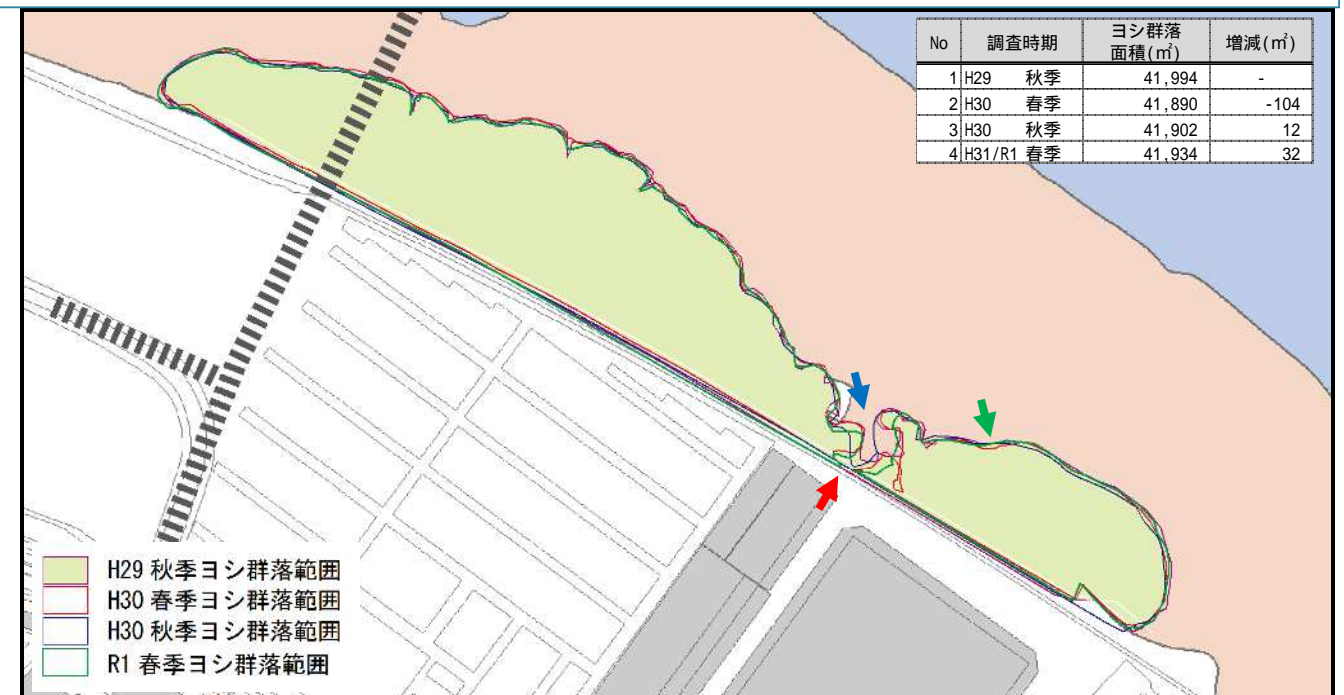 No 調査時期 ヨシ群落面積(㎡) 増減(㎡)
1 H29 秋季 41,994 -
2 H30 春季 41,890 -104
3 H30 秋季 41,902 12
4 H31/R1 春季 41,934 32
H29 秋季ヨシ群落範囲
H30 春季ヨシ群落範囲
H30 秋季ヨシ群落範囲
R1 春季ヨシ群落範囲